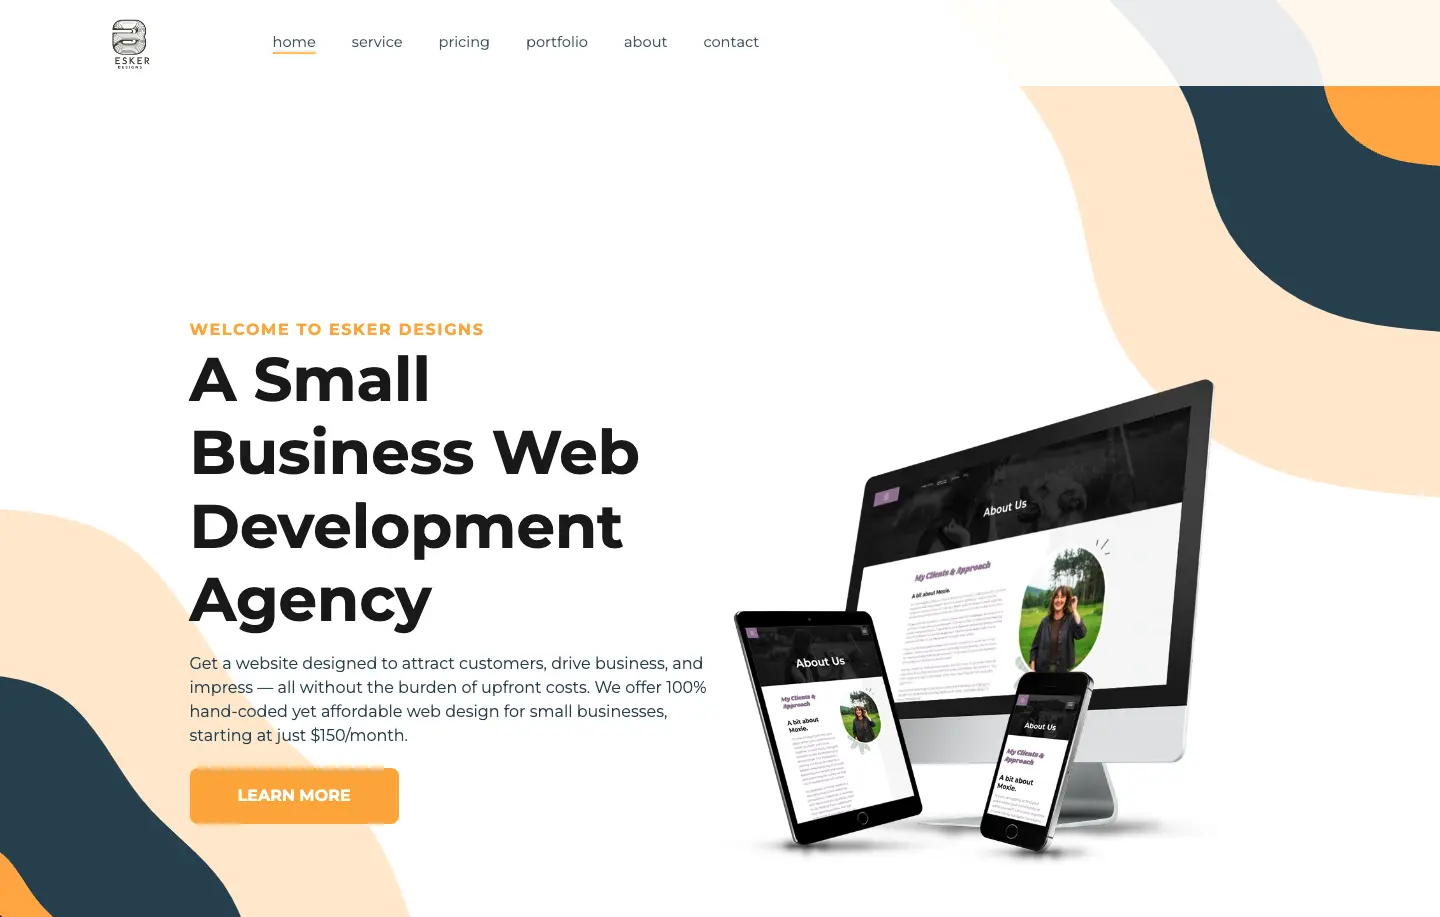 ESKER
DESIGNS
home
service
pricing
portfolio
about
contact
WELCOME TO ESKER DESIGNS
A Small
Business Web
Development
Agency
Get a website designed to attract customers, drive business, and
impress — all without the burden of upfront costs. We offer 100%
hand-coded yet affordable web design for small businesses,
starting at just $150/month.
LEARN MORE
About Us
My Clients & Approach
A bit about Moxie.
About Us
My Clients &
Approach
A bit about
Moxie.
About Us
My Clients &
Approach
A bit about
Moxie.